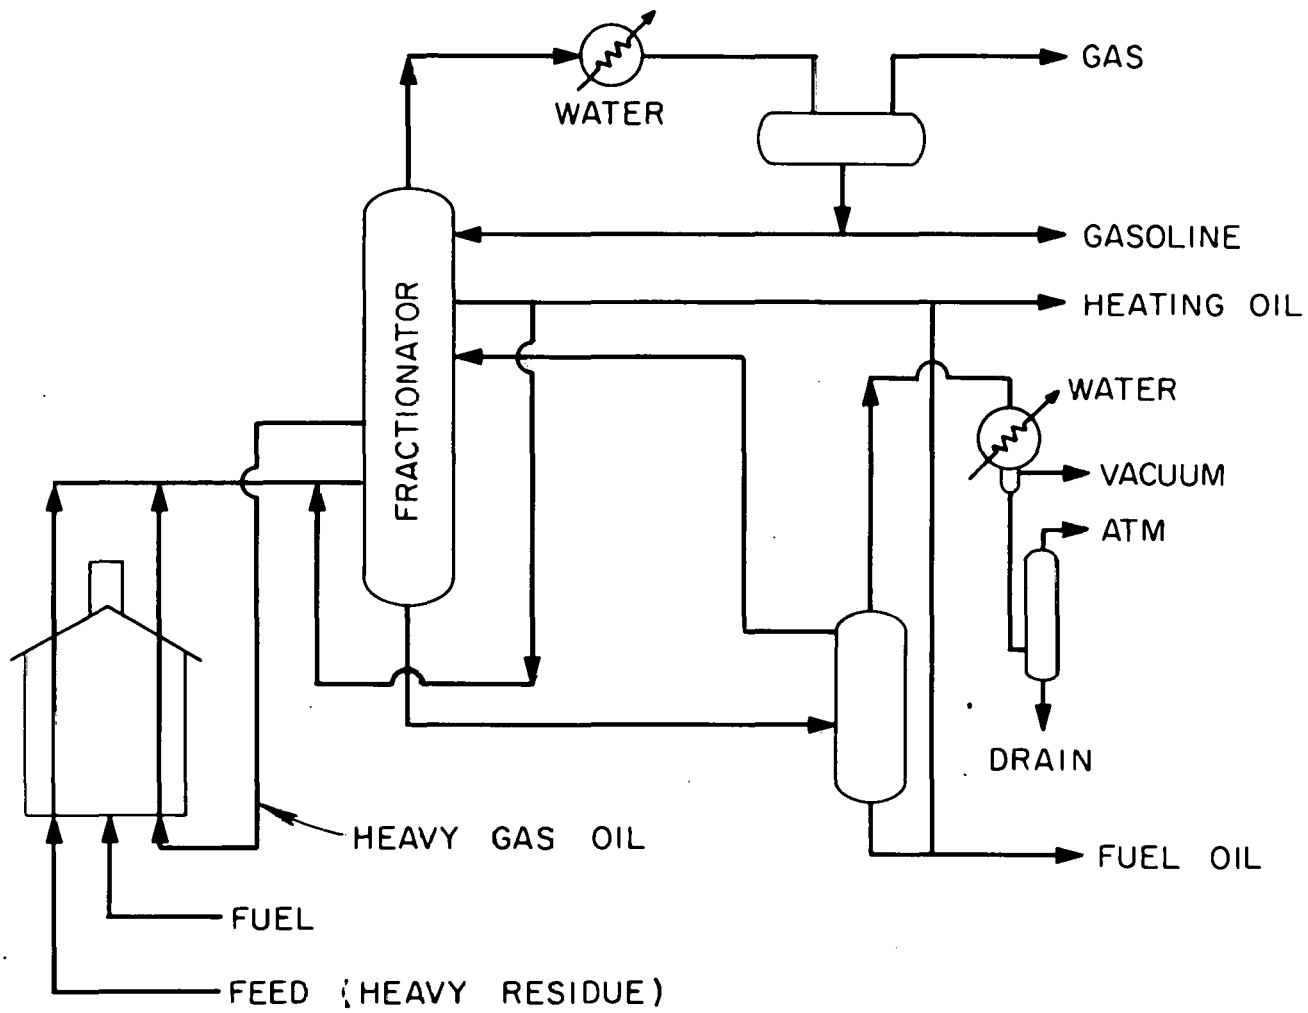 GAS
WATER
GASOLINE
HEATING OIL
FRACTIONATOR
WATER
VACUUM
ATM
DRAIN
HEAVY GAS OIL
FUEL OIL
FUEL
FEED (HEAVY RESIDUE)